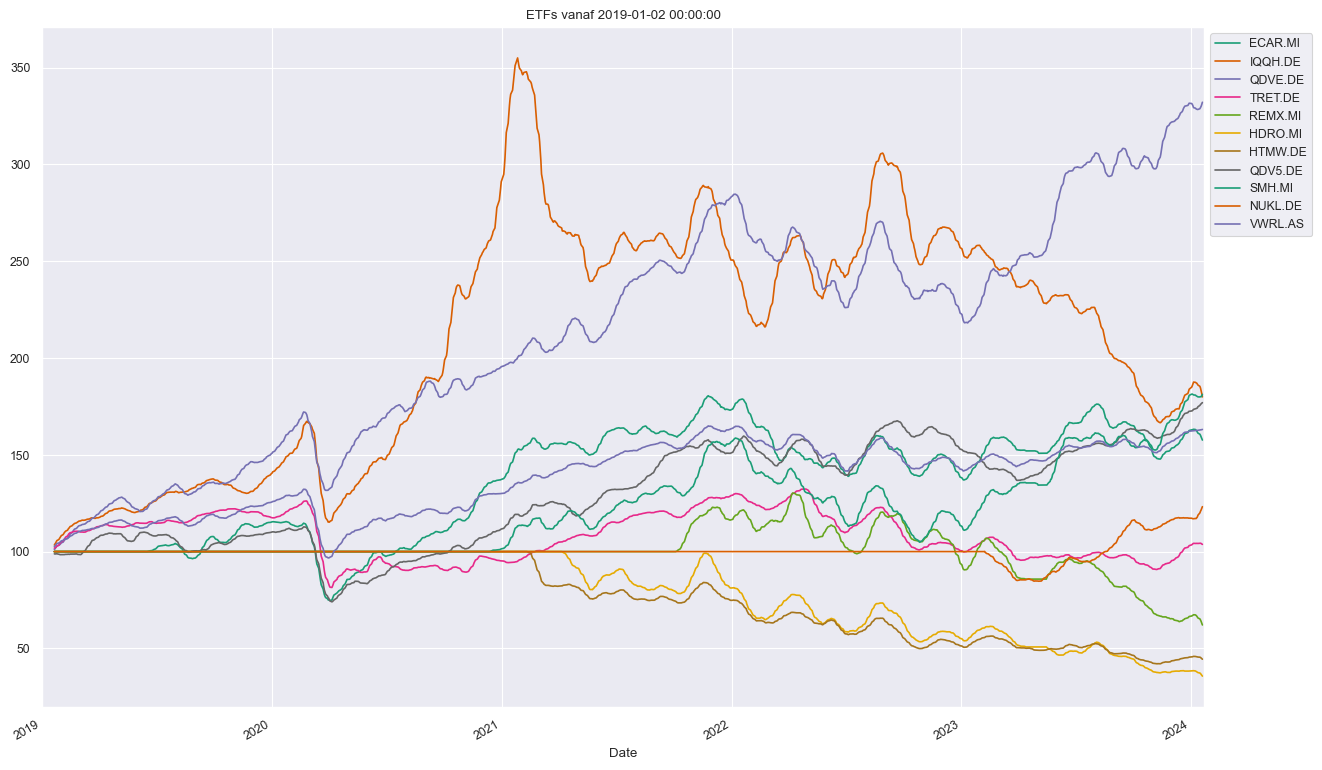 ETFs vanaf 2019-01-02 00:00:00
350
300
250
200
150
100
50
2019
2020
2021
2022
2023
2024
Date
ECAR.MI
IQQH.DE
QDVE.DE
TRET.DE
REMX.MI
HDRO.MI
HTMW.DE
QDV5.DE
SMH.MI
NUKL.DE
VWRL.AS